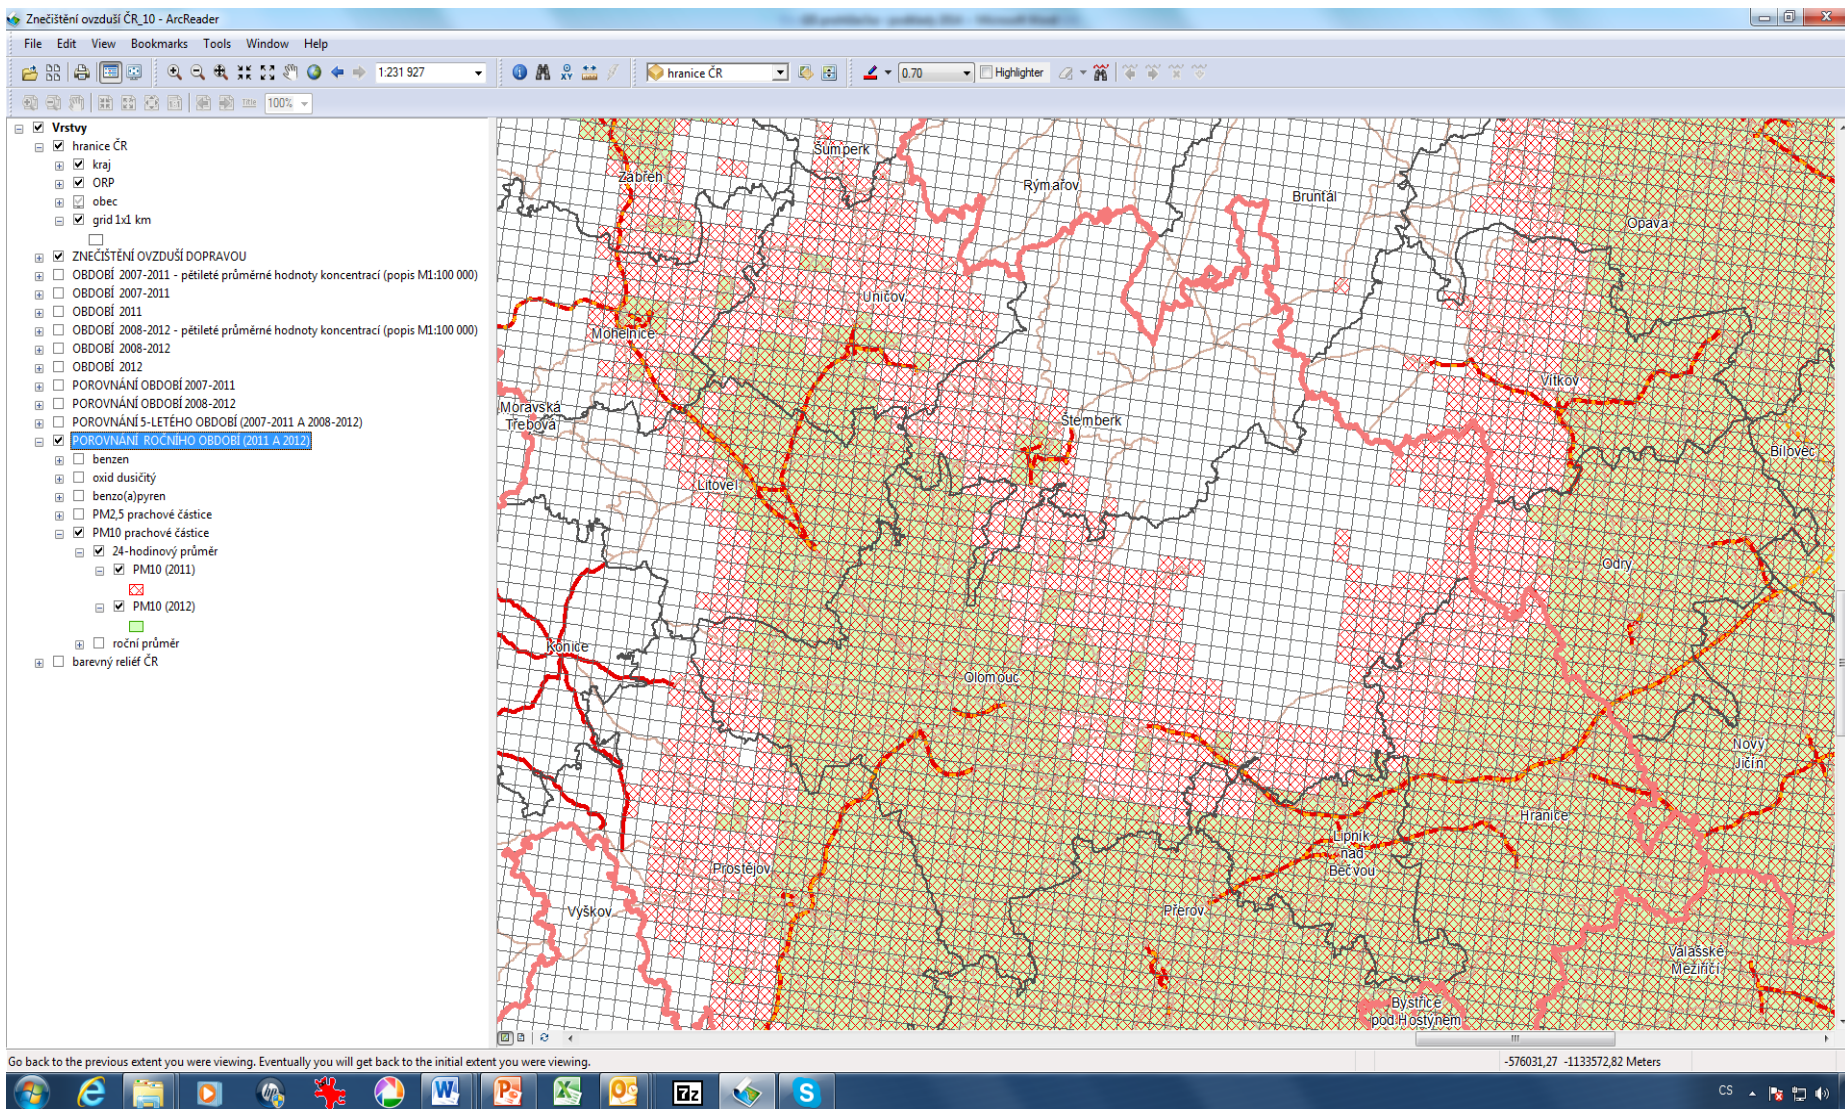 Znečištění ovzduší ČR_10 - ArcReader
File Edit View Bookmarks Tools Window Help
1:231 927
hranice ČR
0.70
Highlighter
Title
100%
Vrstvy
hranice ČR
kraj
ORP
obec
grid 1x1 km
ZNEČIŠTĚNÍ OVZDUŠÍ DOPRAVOU
OBDOBÍ 2007-2011 - pětileté průměrné hodnoty koncentrací (popis M1:100 000)
OBDOBÍ 2007-2011
OBDOBÍ 2011
OBDOBÍ 2008-2012 - pětileté průměrné hodnoty koncentrací (popis M1:100 000)
OBDOBÍ 2008-2012
OBDOBÍ 2012
POROVNÁNÍ OBDOBÍ 2007-2011
POROVNÁNÍ OBDOBÍ 2008-2012
POROVNÁNÍ 5-LETÉHO OBDOBÍ (2007-2011 A 2008-2012)
POROVNÁNÍ ROČNÍHO OBDOBÍ (2011 A 2012)
benzen
oxid dusičitý
benzo(a)pyren
PM2,5 prachové částice
PM10 prachové částice
24-hodinový průměr
PM10 (2011)
PM10 (2012)
roční průměr
barevný reliéf ČR
Šumperk
Zábřeh
Rýmařov
Bruntál
Opava
Uničov
Mohelnice
Vítkov
Moravská
Třebová
Šternberk
Bílovec
Litovel
Odry
Konice
Olomouc
Nový
Jičín
Hranice
Lipník
nad
Bečvou
Prostějov
Vyškov
Přerov
Valašské
Meziříčí
Bystřice
pod Hostýnem
Go back to the previous extent you were viewing. Eventually you will get back to the initial extent you were viewing.
-576031,27 -1133572,82 Meters
CS